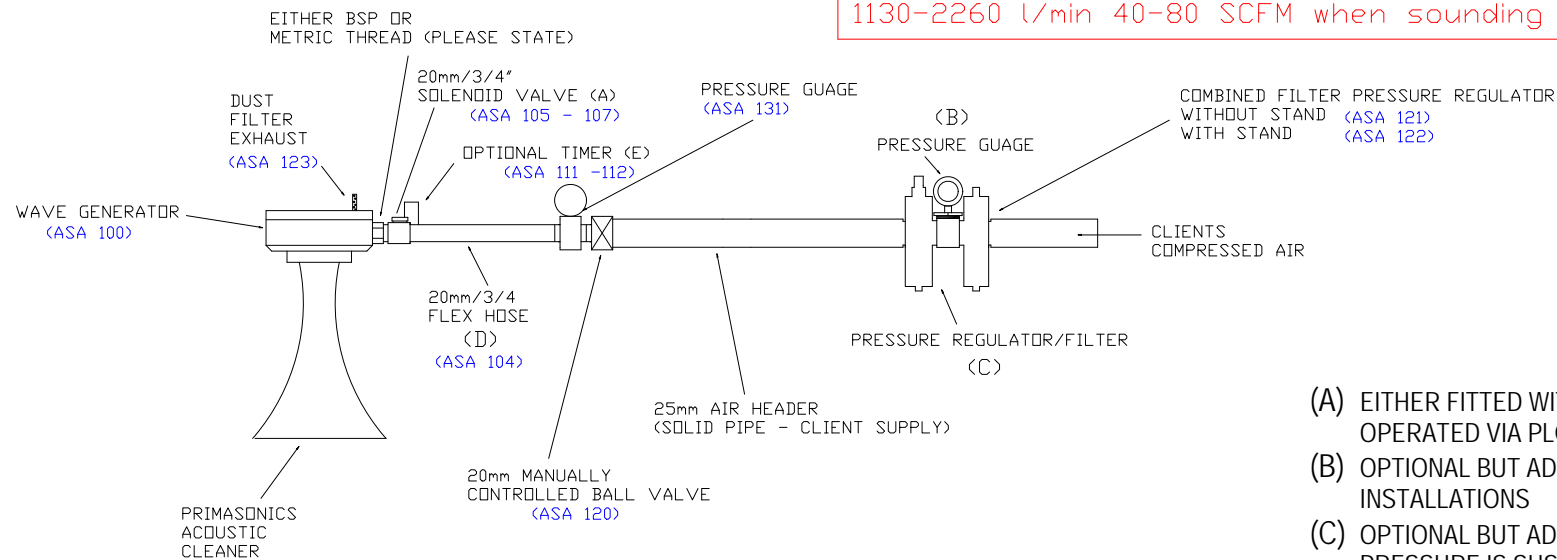 1130-2260 l/min 40-80 SCFM when sounding
EITHER BSP OR
METRIC THREAD (PLEASE STATE)
20mm/3/4"
SOLENOID VALVE (A)
(ASA 105 - 107)
DUST
FILTER
EXHAUST
(ASA 123)
OPTIONAL TIMER (E)
(ASA 111 -112)
PRESSURE GUAGE
(ASA 131)
(B)
PRESSURE GUAGE
COMBINED FILTER PRESSURE REGULATOR
WITHOUT STAND (ASA 121)
WITH STAND (ASA 122)
WAVE GENERATOR
(ASA 100)
CLIENTS
COMPRESSED AIR
20mm/3/4
FLEX HOSE
(D)
(ASA 104)
PRESSURE REGULATOR/FILTER
(C)
25mm AIR HEADER
(SOLID PIPE - CLIENT SUPPLY)
20mm MANUALLY
CONTROLLED BALL VALVE
(ASA 120)
PRIMASONICS
ACOUSTIC
CLEANER
(A) EITHER FITTED
OPERATED VIA
(B) OPTIONAL BUT
INSTALLATIONS
(C) OPTIONAL BUT